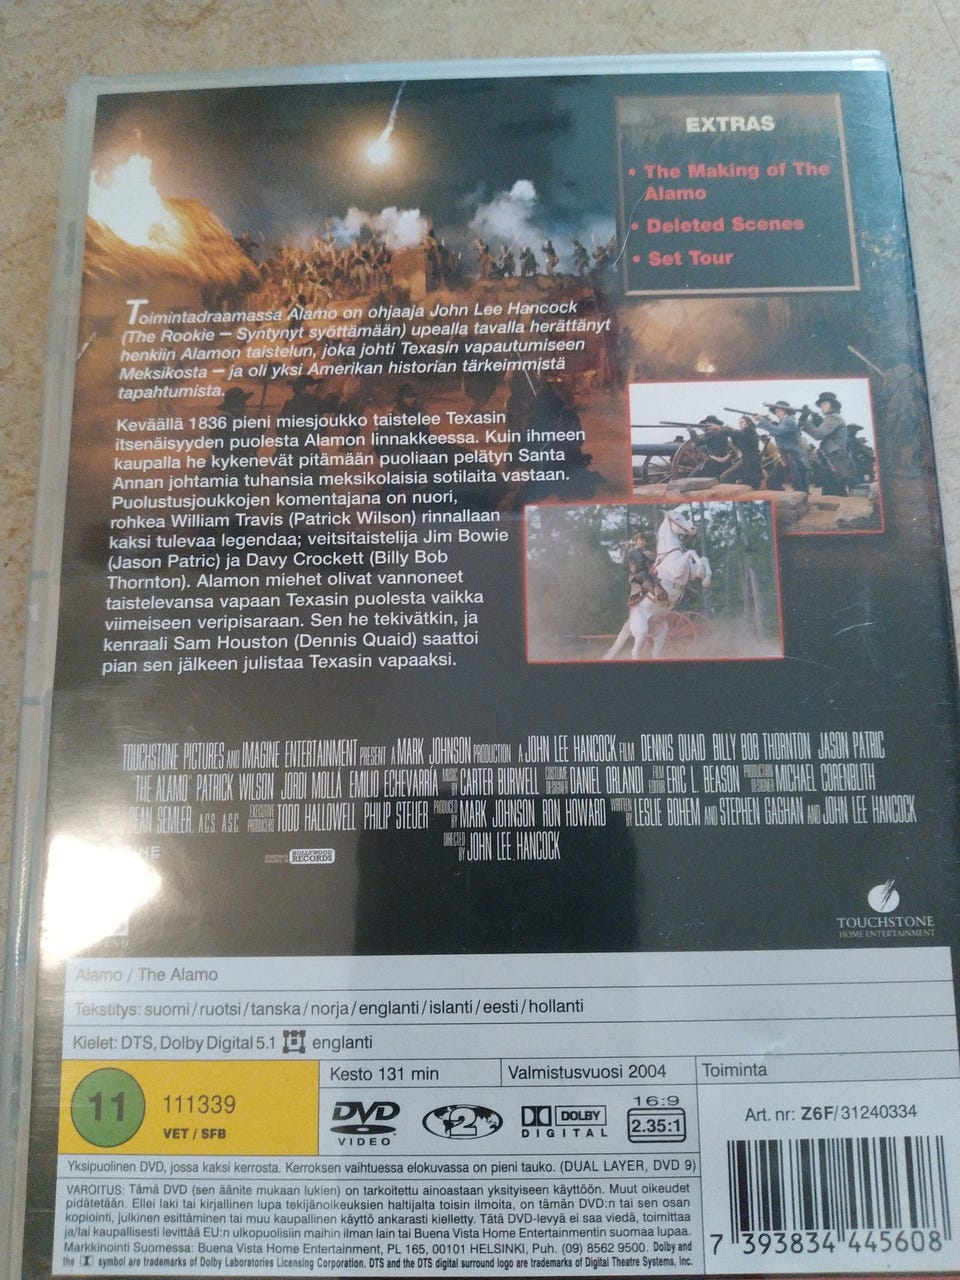 EXTRAS
• The Making of The
Alamo
• Deleted Scenes
• Set Tour
Toimintadraamassa Alamo on ohjaaja John Lee Hancock
(The Rookie – Syntynyt syöttämään) upealla tavalla herättänyt
henkiin Alamon taistelun, joka johti Texasin vapautumiseen
Meksikosta – ja oli yksi Amerikan historian tärkeimmistä
tapahtumista.
Keväällä 1836 pieni miesjoukko taistelee Texasin
itsenäisyyden puolesta Alamon linnakkeessa. Kuin ihmeen
kaupalla he kykenevät pitämään puoliaan pelätyn Santa
Annan johtamia tuhansia meksikolaisia sotilaita vastaan.
Puolustusjoukkojen komentajana on nuori,
rohkea William Travis (Patrick Wilson) rinnallaan
kaksi tulevaa legendaa; veitsitaistelija Jim Bowie
(Jason Patric) ja Davy Crockett (Billy Bob
Thornton). Alamon miehet olivat vannoneet
taistelevansa vapaan Texasin puolesta vaikka
viimeiseen veripisaraan. Sen he tekivätkin, ja
kenraali Sam Houston (Dennis Quaid) saattoi
pian sen jälkeen julistaa Texasin vapaaksi.
TOUCHSTONE PICTURES AND IMAGINE ENTERTAINMENT PRESENT A MARK JOHNSON PRODUCTION A JOHN LEE HANCOCK FILM DENNIS QUAID BILLY BOB THORNTON JASON PATRIC
"THE ALAMO" PATRICK WILSON JORDI MOLLÁ EMILIO ECHEVARRÍA MUSIC BY CARTER BURWELL COSTUME DESIGNER DANIEL ORLANDI FILM EDITOR ERIC L. BEASON PRODUCTION DESIGNER MICHAEL CORENBLITH
DEAN SEMLER, A.C.S. A.S.C. EXECUTIVE PRODUCERS TODD HALLOWELL PHILIP STEUER PRODUCED BY MARK JOHNSON RON HOWARD WRITTEN BY LESLIE BOHEM AND STEPHEN GAGHAN AND JOHN LEE HANCOCK
DIRECTED BY JOHN LEE HANCOCK
HOLLYWOOD RECORDS
TOUCHSTONE
HOME ENTERTAINMENT
Alamo / The Alamo
Tekstitys: suomi/ruotsi/tanska/norja/englanti/islanti/eesti/hollanti
Kielet: DTS, Dolby Digital 5.1 englanti
11 111339
VET / SFB
Kesto 131 min
Valmistusvuosi 2004
Toiminta
DVD
VIDEO
2
DOLBY
DIGITAL
16:9
2.35:1
Art. nr: Z6F/31240334
Yksipuolinen DVD, jossa kaksi kerrosta. Kerroksen vaihtuessa elokuvassa on pieni tauko. (DUAL LAYER, DVD 9)
VAROITUS: Tämä DVD (sen äänite mukaan lukien) on tarkoitettu ainoastaan yksityiseen käyttöön. Muut oikeudet
pidätetään. Ellei laki tai kirjallinen lupa tekijänoikeuksien haltijalta toisin ilmoita, on tämän DVD:n tai sen osan
kopiointi, julkinen esittäminen tai muu kaupallinen käyttö ankarasti kielletty. Tätä DVD-levyä ei saa viedä, toimittaa
ja/tai kaupallisesti levittää EU:n ulkopuolisiin maihin ilman lain tai Buena Vista Home Entertainmentin suomaa lupaa.
Markkinointi Suomessa: Buena Vista Home Entertainment, PL 165, 00101 HELSINKI, Puh. (09) 8562 9500. Dolby and
the symbol are trademarks of Dolby Laboratories Licensing Corporation. DTS and the DTS digital surround logo are trademarks of Digital Theatre Systems, Inc.
7 393834 445608